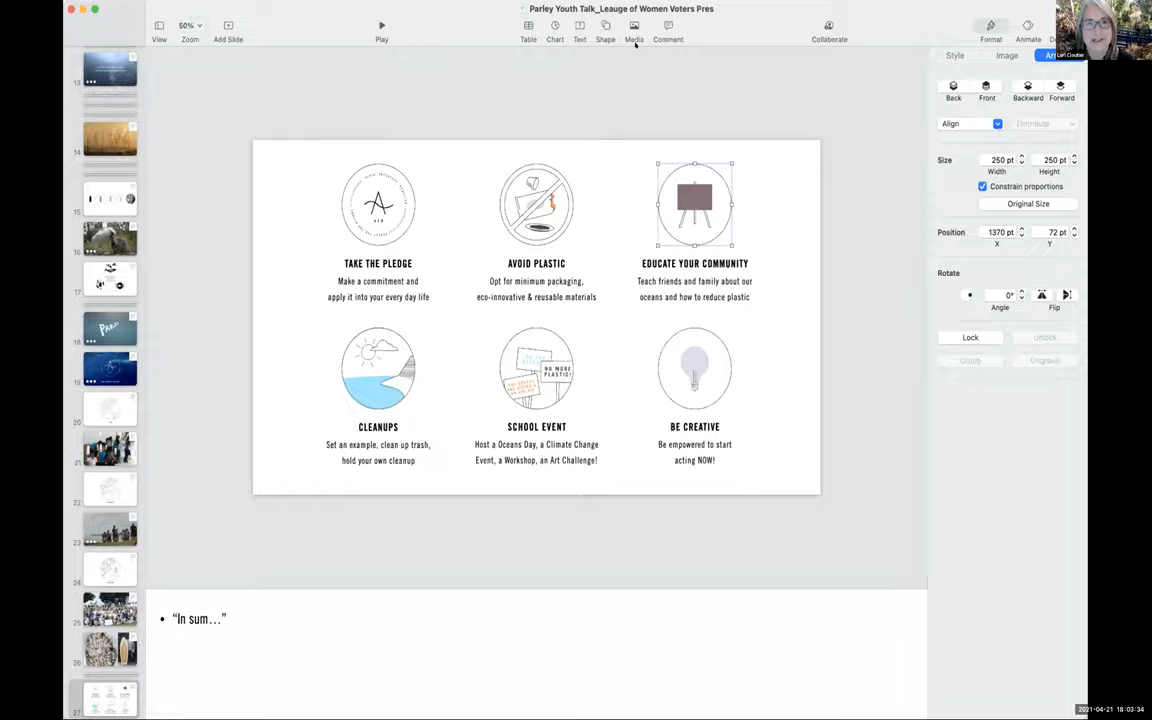 Parley Youth Talk_Leauge of Women Voters Pres
50%
View
Zoom
Add Slide
Play
Table
Chart
Text
Shape
Media
Comment
Collaborate
Format
Animate
Lori Cloutier
Style
Image
Back
Front
Backward
Forward
Align
Distribute
Size
250 pt
250 pt
Width
Height
Constrain proportions
Original Size
Position
1370 pt
72 pt
X
Y
Rotate
0°
Angle
Flip
Lock
Unlock
Group
Ungroup
TAKE THE PLEDGE
Make a commitment and
apply it into your every day life
AVOID PLASTIC
Opt for minimum packaging,
eco-innovative & reusable materials
EDUCATE YOUR COMMUNITY
Teach friends and family about our
oceans and how to reduce plastic
NO MORE
PLASTIC!
CLEANUPS
Set an example, clean up trash,
hold your own cleanup
SCHOOL EVENT
Host a Oceans Day, a Climate Change
Event, a Workshop, an Art Challenge!
BE CREATIVE
Be empowered to start
acting NOW!
13
14
15
16
17
18
19
20
21
22
23
24
25
26
27
• “In sum…”
2021-04-21 18:03:34